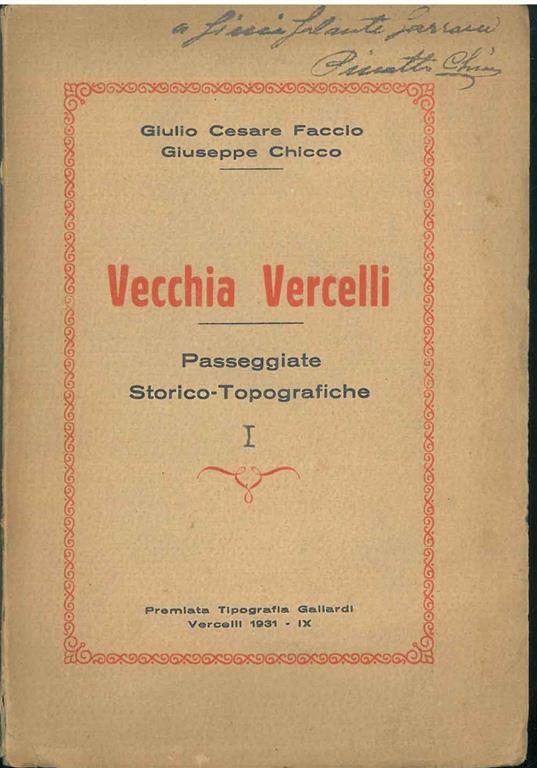 a
Giulio Cesare Faccio
Giuseppe Chicco
Vecchia Vercelli
Passeggiate
Storico-Topografiche
I
Premiata Tipografia Gallardi
Vercelli 1931 - IX